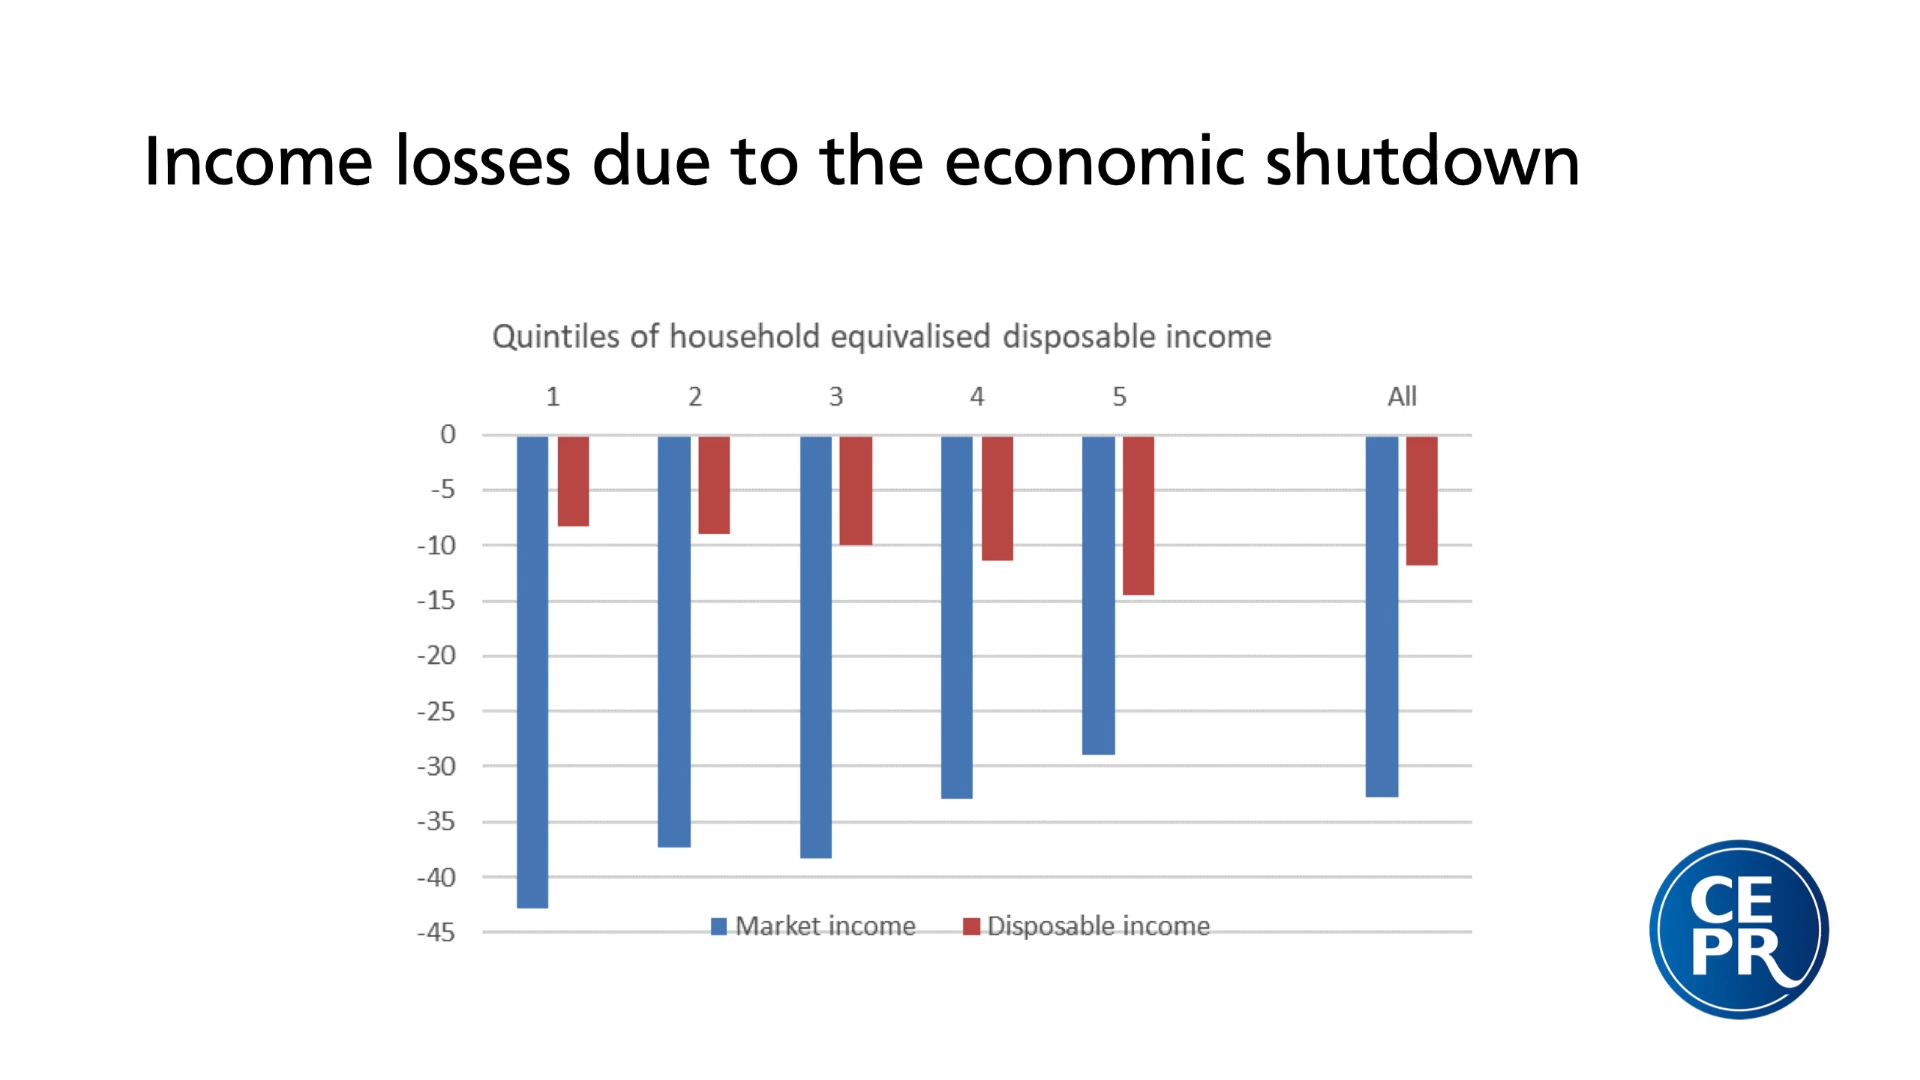 Income losses due to the economic shutdown
Quintiles of household equivalised disposable income
1 2 3 4 5 All
0
-5
-10
-15
-20
-25
-30
-35
-40
-45
Market income Disposable income
CE
PR